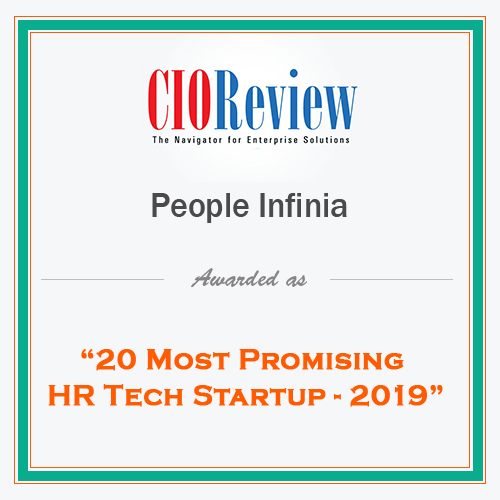 CIOReview
The Navigator for Enterprise Solutions
People Infinia
Awarded as
“20 Most Promising
HR Tech Startup - 2019”